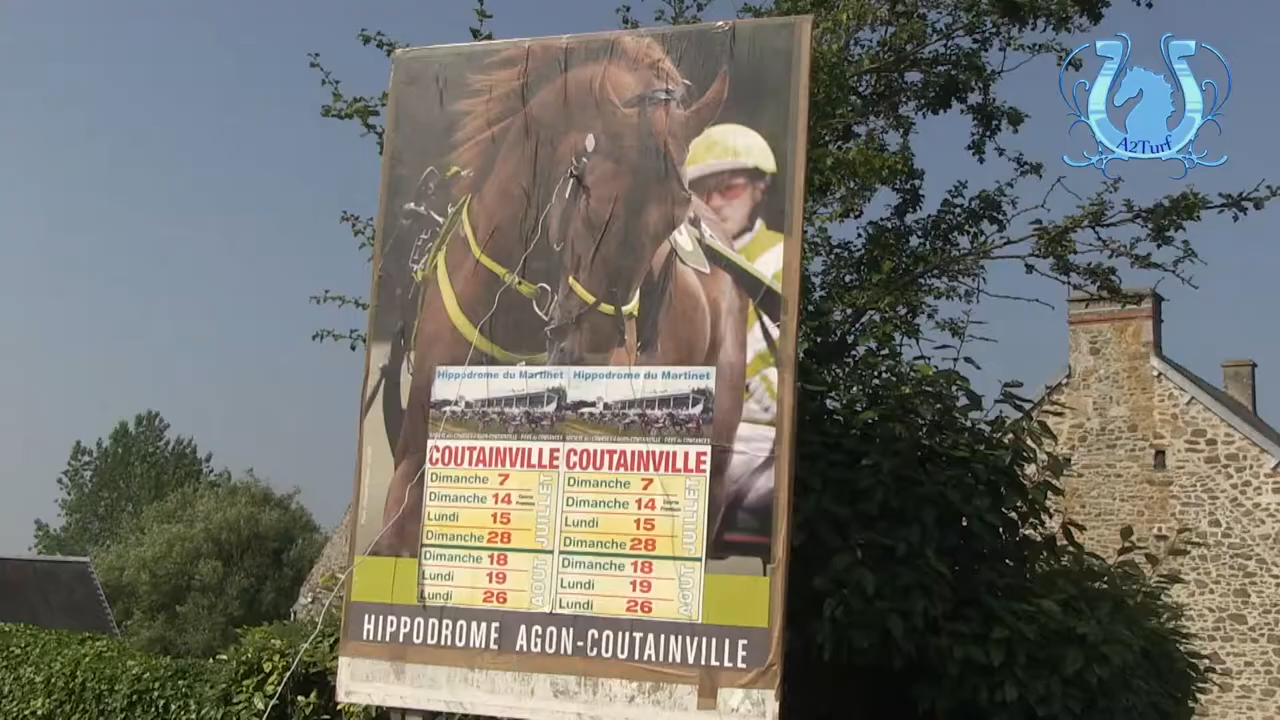 A2Turf
Hippodrome du Martinet
Hippodrome du Martinet
COUTAINVILLE
Dimanche 7
Dimanche 14
Lundi 15
Dimanche 28
JUILLET
Dimanche 18
Lundi 19
Lundi 26
AOUT
COUTAINVILLE
Dimanche 7
Dimanche 14
Lundi 15
Dimanche 28
JUILLET
Dimanche 18
Lundi 19
Lundi 26
AOUT
HIPPODROME AGON-COUTAINVILLE